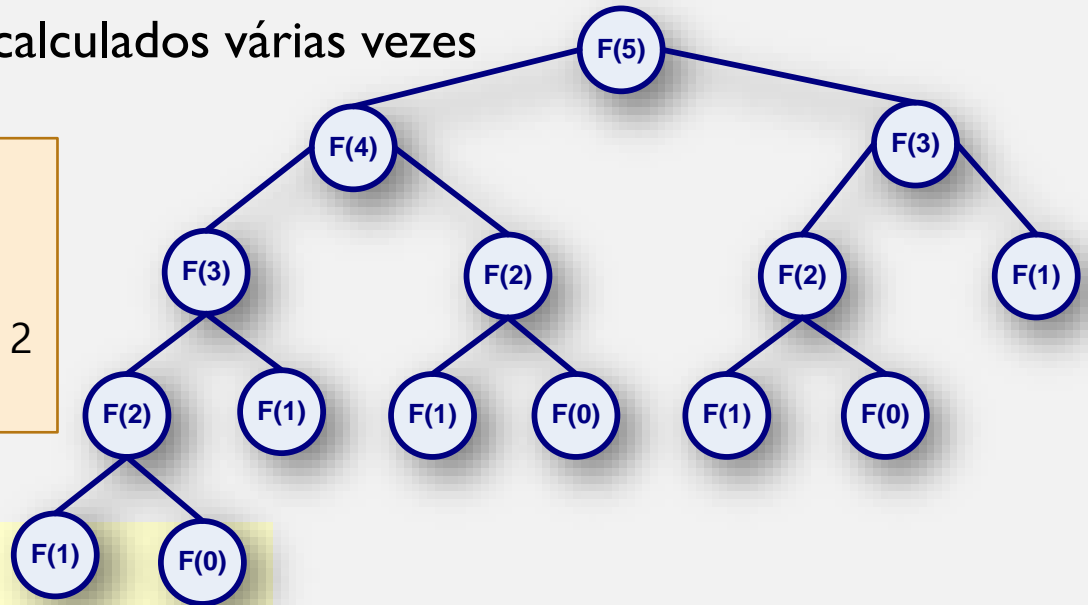 calculados várias vezes
F(5)
F(4)
F(3)
F(3)
F(2)
F(2)
F(1)
2
F(2)
F(1)
F(1)
F(0)
F(1)
F(0)
F(1)
F(0)